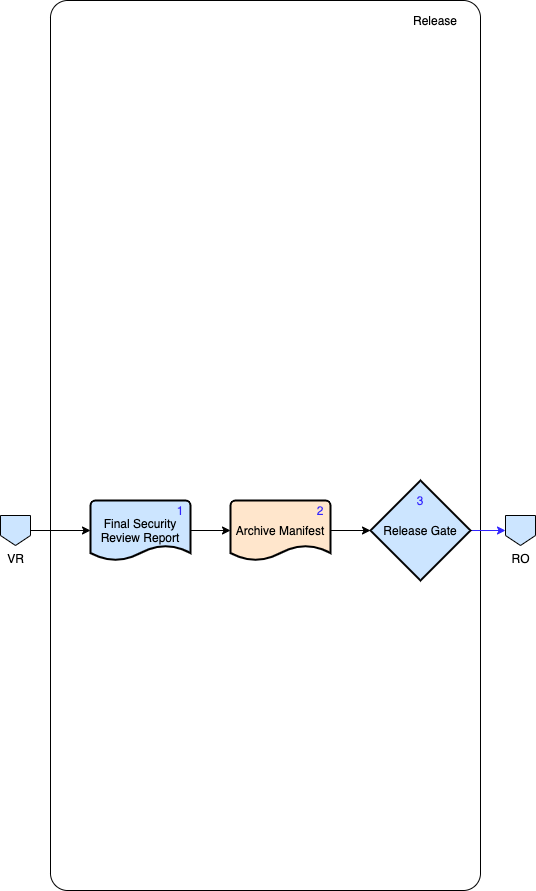 Release
1
Final Security
Review Report
2
Archive Manifest
3
Release Gate
VR
RO